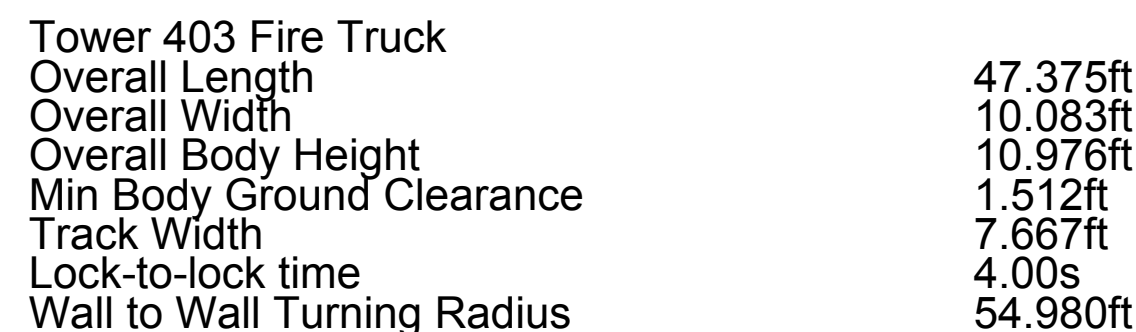 Tower 403 Fire Truck
Overall Length 47.375ft
Overall Width 10.083ft
Overall Body Height 10.976ft
Min Body Ground Clearance 1.512ft
Track Width 7.667ft
Lock-to-lock time 4.00s
Wall to Wall Turning Radius 54.980ft